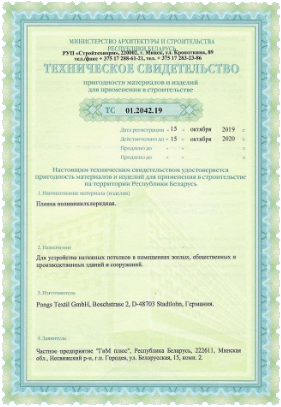 МИНИСТЕРСТВО АРХИТЕКТУРЫ И СТРОИТЕЛЬСТВА
РЕСПУБЛИКИ БЕЛАРУСЬ
РУП «Стройтехнорм», 220002, г. Минск, ул. Кропоткина, 89
тел./факс + 375 17 288-61-21, тел. + 375 17 283-23-86
ТЕХНИЧЕСКОЕ СВИДЕТЕЛЬСТВО
пригодности материалов и изделий
для применения в строительстве
ТС 01.2042.19
Дата регистрации « 15 » октября 2019 г.
Действительно до « 15 » октября 2020 г.
Продлено до « » г.
Продлено до « » г.
Настоящим техническим свидетельством удостоверяется
пригодность материалов и изделий для применения в строительстве
на территории Республики Беларусь
1. Наименование материала (изделия)
Пленка поливинилхлоридная.
2. Назначение
Для устройства натяжных потолков в помещениях жилых, общественных и
производственных зданий и сооружений.
3. Изготовитель
Pongs Textil GmbH, Boschstrase 2, D-48703 Stadtlohn, Германия.
4. Заявитель
Частное предприятие "ГиМ плюс", Республика Беларусь, 222611, Минская
обл., Несвижский р-н, г.п. Городея, ул. Белорусская, 15, комн. 2.